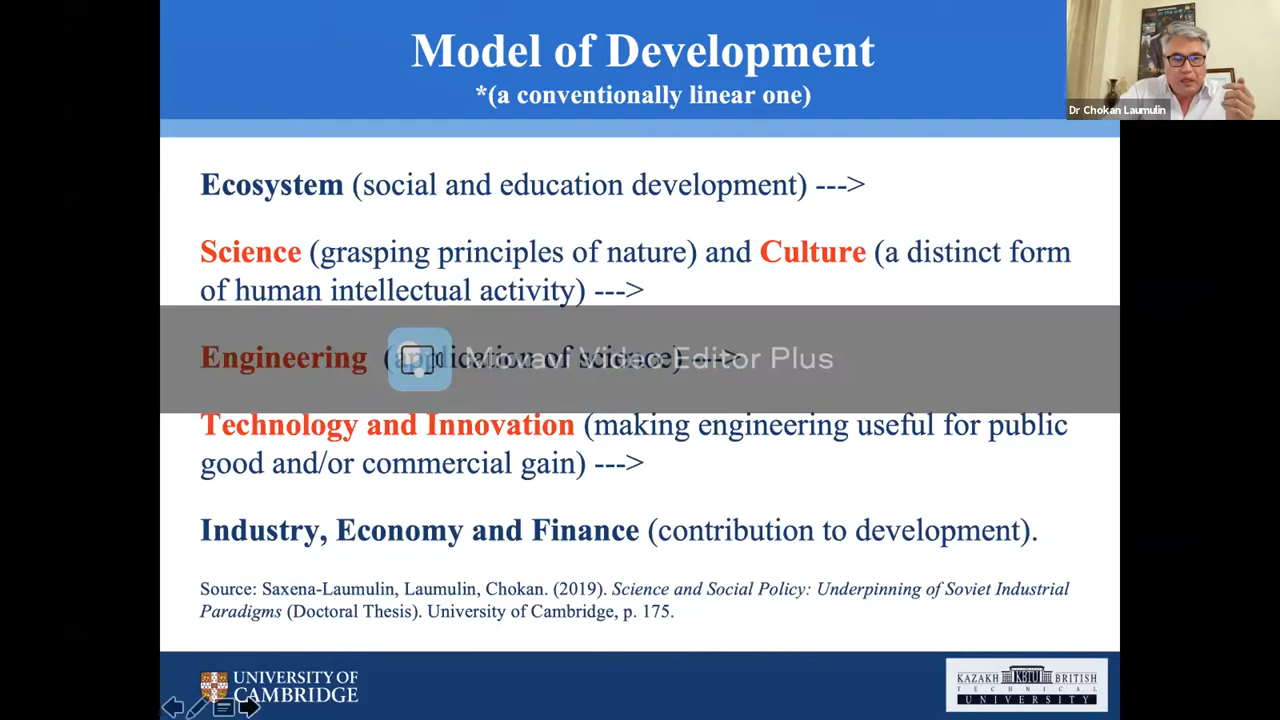 Model of Development
*(a conventionally linear one)
Dr Chokan Laumulin
Ecosystem (social and education development) --->
Science (grasping principles of nature) and Culture (a distinct form
of human intellectual activity) --->
Engineering (application of science) --->
Movavi Video Editor Plus
Technology and Innovation (making engineering useful for public
good and/or commercial gain) --->
Industry, Economy and Finance (contribution to development).
Source: Saxena-Laumulin, Laumulin, Chokan. (2019). Science and Social Policy: Underpinning of Soviet Industrial
Paradigms (Doctoral Thesis). University of Cambridge, p. 175.
UNIVERSITY OF
CAMBRIDGE
KAZAKH KBTU BRITISH
TECHNICAL
UNIVERSITY